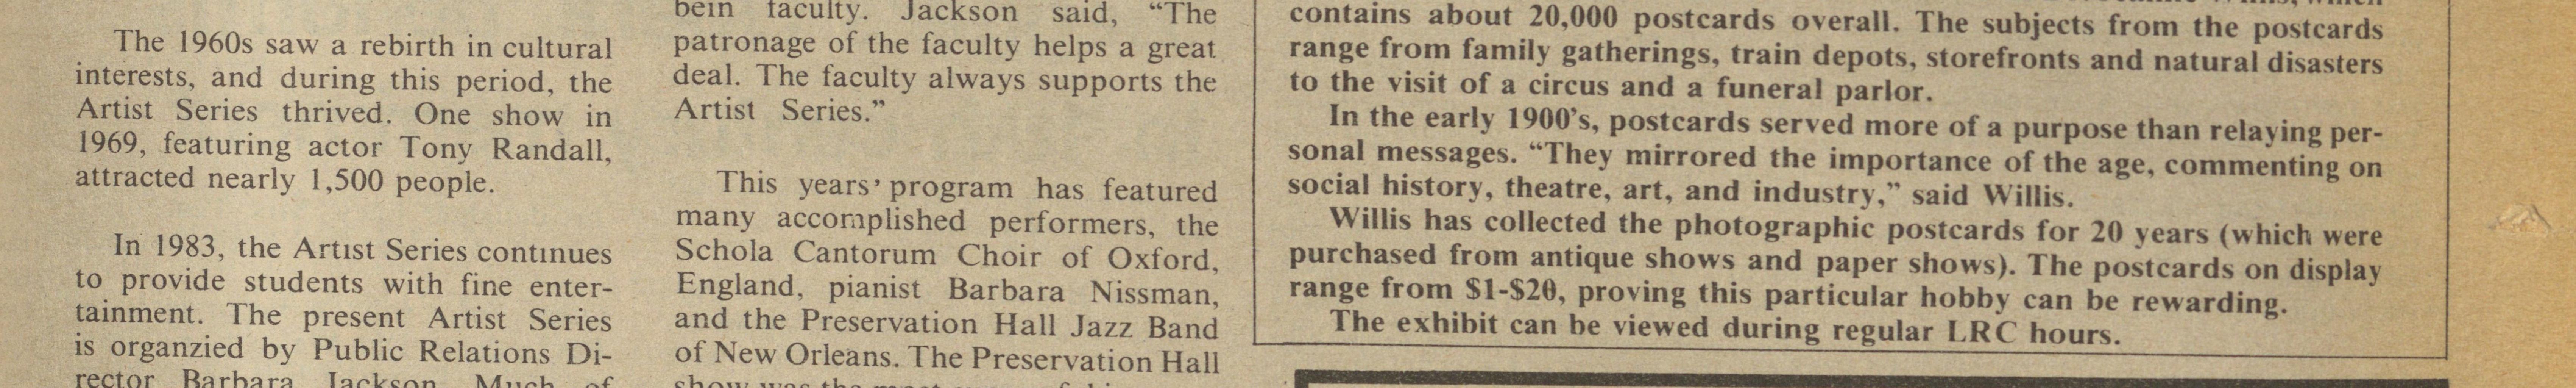 The 1960s saw a rebirth in cultural
interests, and during this period, the
Artist Series thrived. One show in
1969, featuring actor Tony Randall,
attracted nearly 1,500 people.
In 1983, the Artist Series continues
to provide students with fine enter-
tainment. The present Artist Series
is organzied by Public Relations Di-
rector Barbara Jackson. Much of
bein faculty. Jackson said, “The
patronage of the faculty helps a great
deal. The faculty always supports the
Artist Series.”
This years’ program has featured
many accomplished performers, the
Schola Cantorum Choir of Oxford,
England, pianist Barbara Nissman,
and the Preservation Hall Jazz Band
of New Orleans. The Preservation Hall
show was the most
contains about 20,000 postcards overall. The subjects from the postcards
range from family gatherings, train depots, storefronts and natural disasters
to the visit of a circus and a funeral parlor.
In the early 1900’s, postcards served more of a purpose than relaying per-
sonal messages. “They mirrored the importance of the age, commenting on
social history, theatre, art, and industry,” said Willis.
Willis has collected the photographic postcards for 20 years (which were
purchased from antique shows and paper shows). The postcards on display
range from $1-$20, proving this particular hobby can be rewarding.
The exhibit can be viewed during regular LRC hours.